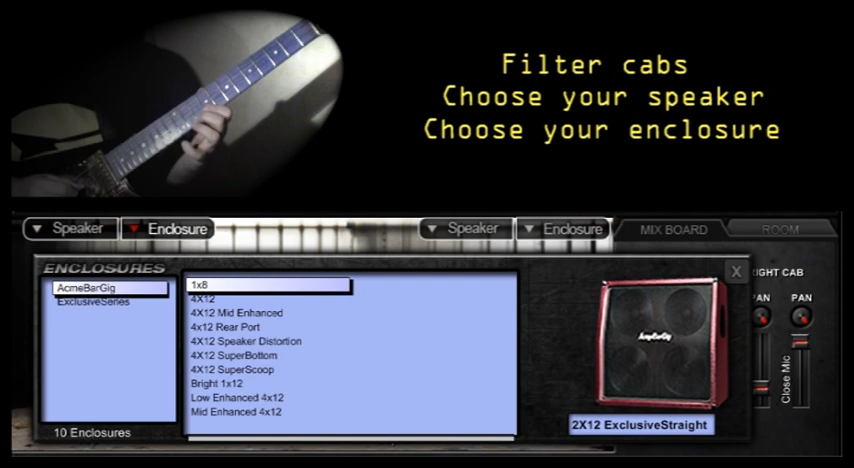 Filter cabs
Choose your speaker
Choose your enclosure
Speaker
Enclosure
Speaker
Enclosure
MIX BOARD
ROOM
ENCLOSURES
X
AcmeBarGig
ExclusiveSeries
1x8
4X12
4X12 Mid Enhanced
4x12 Rear Port
4X12 Speaker Distortion
4X12 SuperBottom
4X12 SuperScoop
Bright 1x12
Low Enhanced 4x12
Mid Enhanced 4x12
10 Enclosures
AcmeBarGig
2X12 ExclusiveStraight
IGHT CAB
PAN
PAN
Close Mic